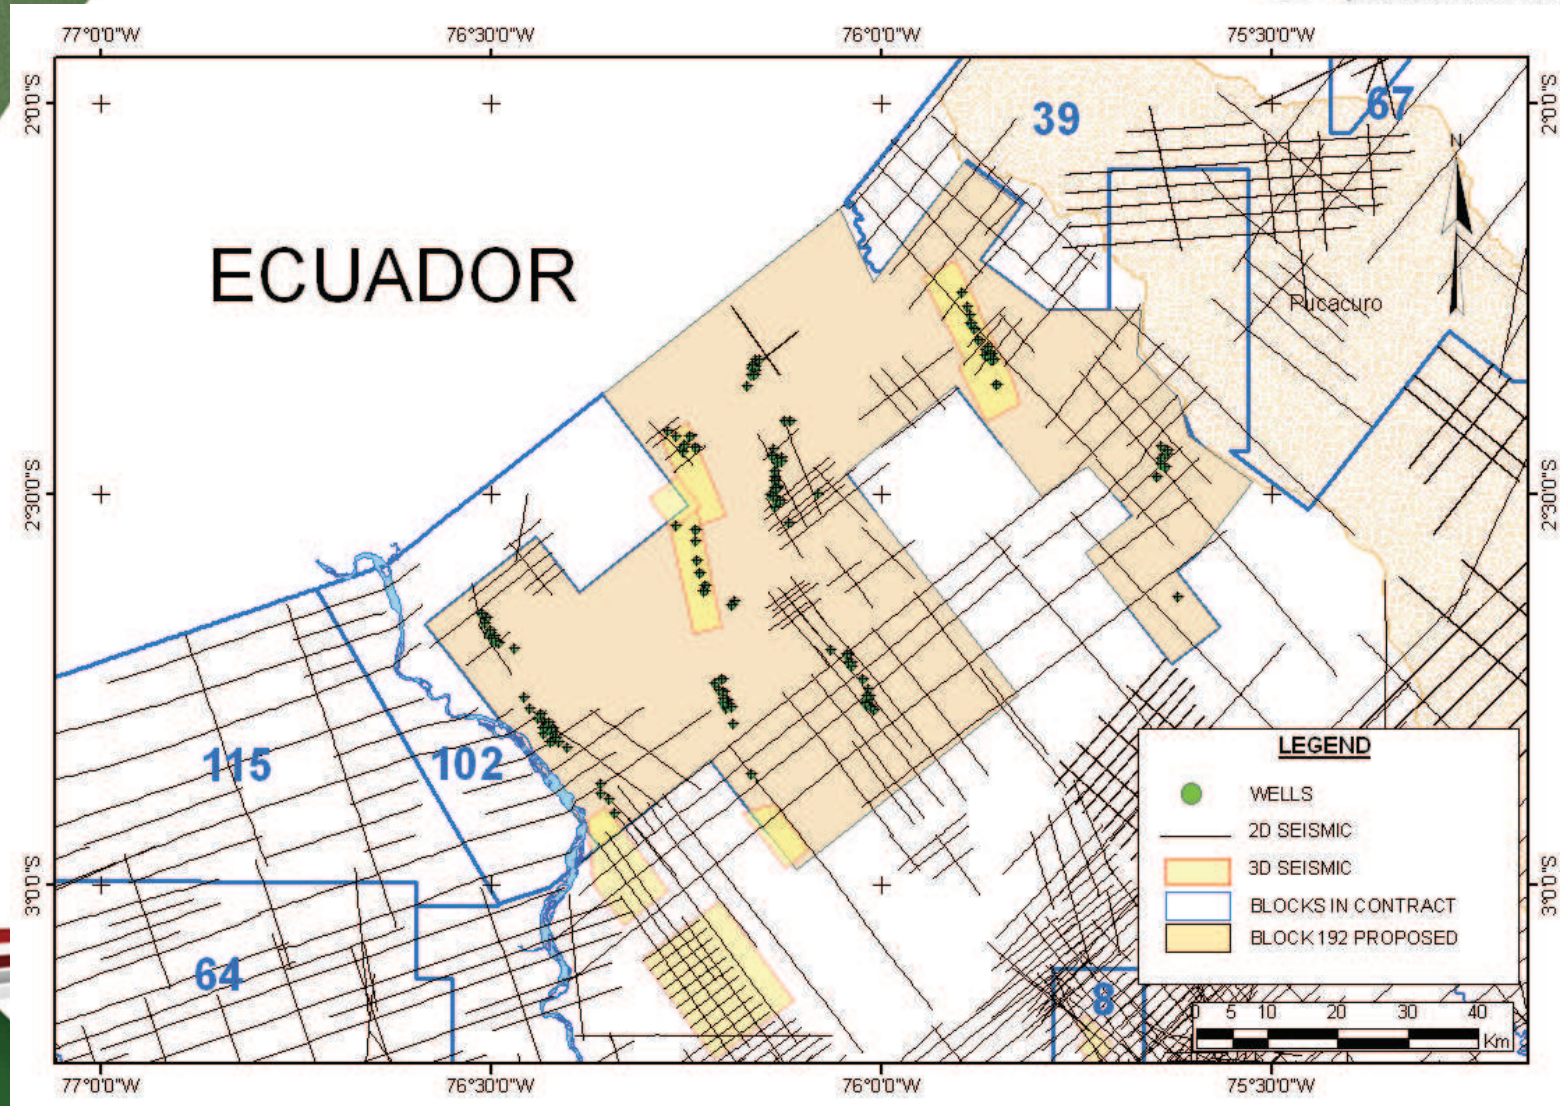 77°0'0"W 76°30'0"W 76°0'0"W 75°30'0"W
2°0'0"S
2°0'0"S
39
67
N
ECUADOR
Pucacuro
2°30'0"S
2°30'0"S
115
102
LEGEND
WELLS
2D SEISMIC
3D SEISMIC
BLOCKS IN CONTRACT
BLOCK 192 PROPOSED
3°0'0"S
3°0'0"S
64
8
0 5 10 20 30 40
Km
77°0'0"W 76°30'0"W 76°0'0"W 75°30'0"W